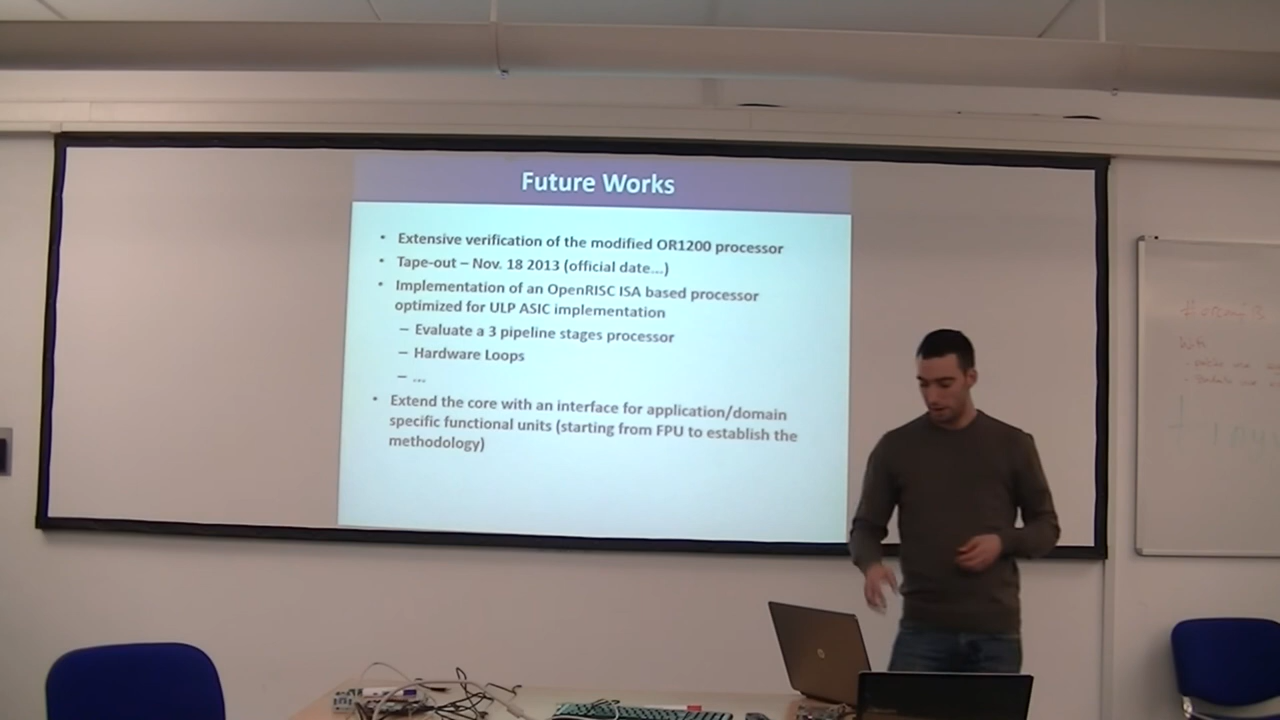 Future Works
• Extensive verification of the modified OR1200 processor
• Tape-out – Nov. 18 2013 (official date...)
• Implementation of an OpenRISC ISA based processor
optimized for ULP ASIC implementation
– Evaluate a 3 pipeline stages processor
– Hardware Loops
– ...
• Extend the core with an interface for application/domain
specific functional units (starting from FPU to establish the
methodology)